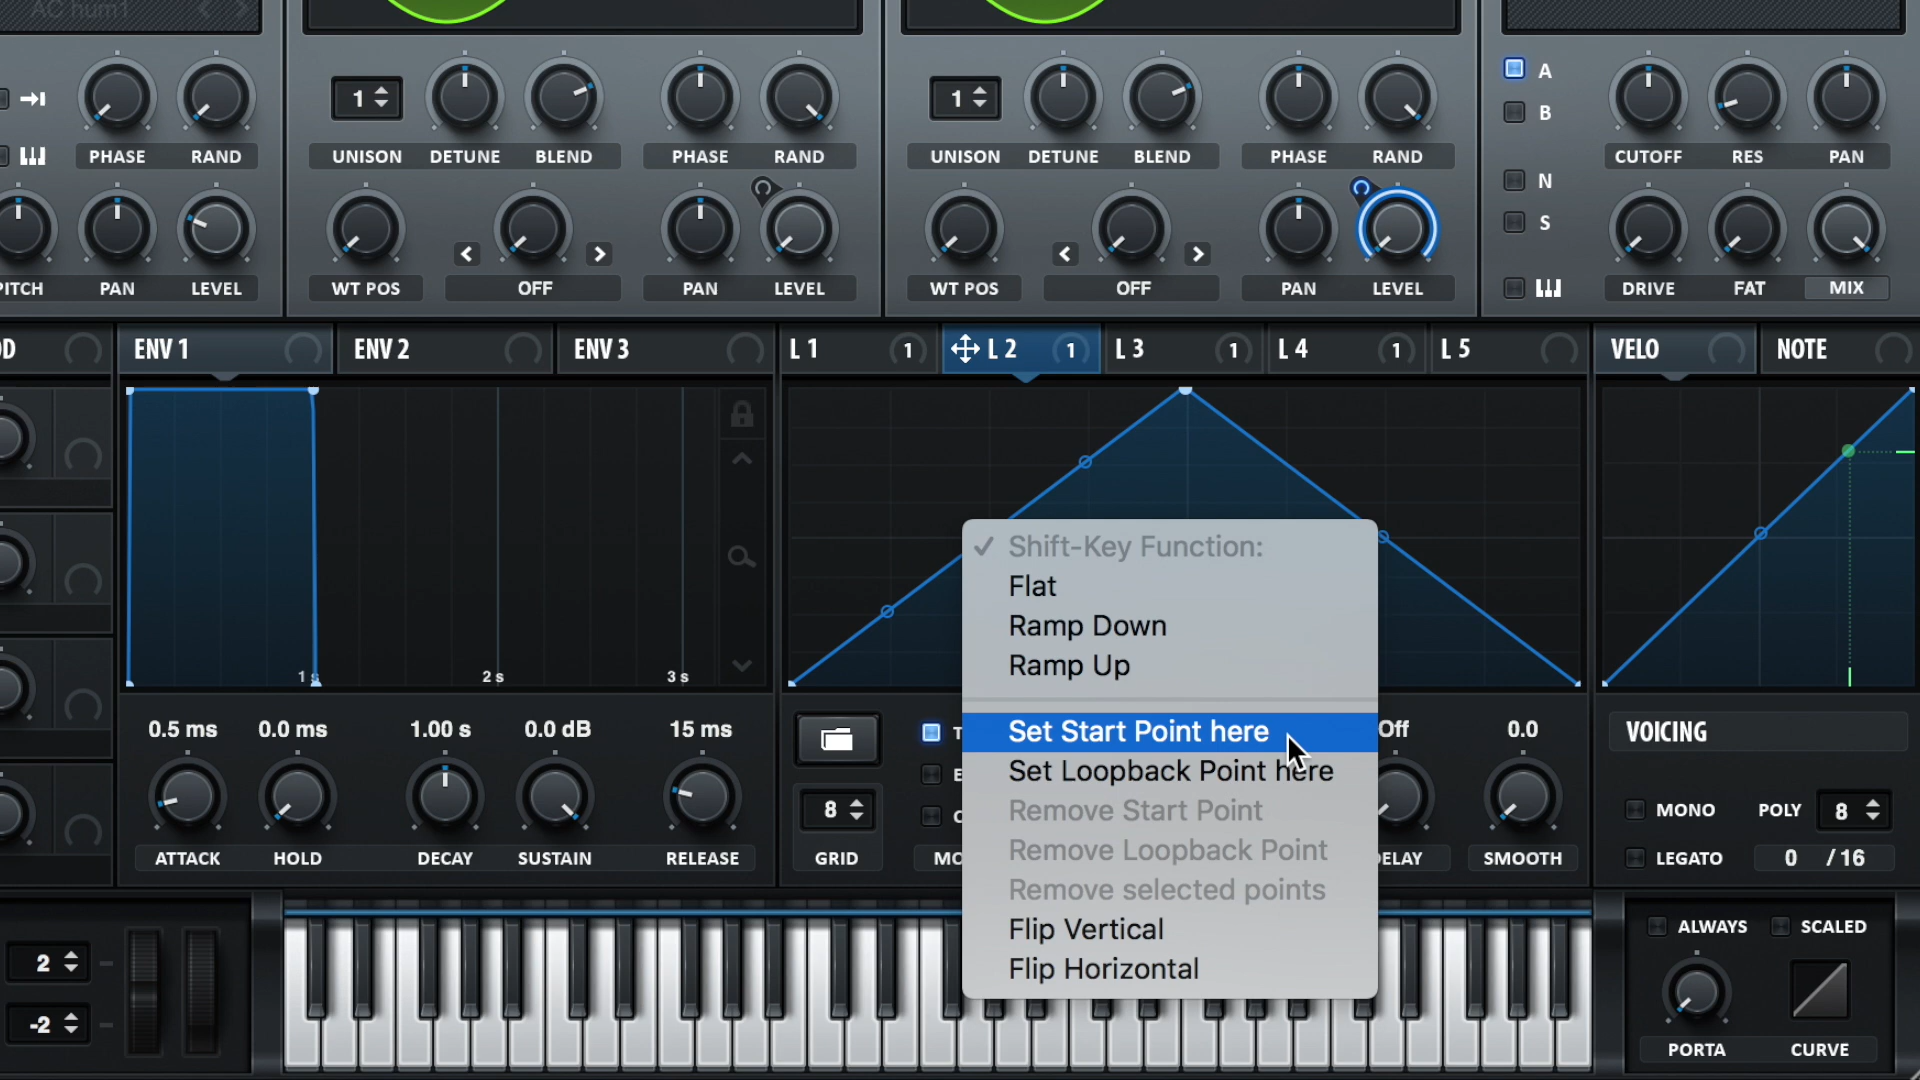 AC hum1
1
1
A
B
PHASE RAND
UNISON DETUNE BLEND
PHASE RAND
UNISON DETUNE BLEND
PHASE RAND
CUTOFF RES PAN
N
S
PITCH PAN LEVEL
WT POS OFF
PAN LEVEL
WT POS OFF
PAN LEVEL
DRIVE FAT MIX
ENV 1 ENV 2 ENV 3
L 1 1
L 2 1
L 3 1
L 4 1
L 5
VELO NOTE
1 s 2 s 3 s
Shift-Key Function:
Flat
Ramp Down
Ramp Up
Set Start Point here
Set Loopback Point here
Remove Start Point
Remove Loopback Point
Remove selected points
Flip Vertical
Flip Horizontal
0.5 ms 0.0 ms 1.00 s 0.0 dB 15 ms
Off 0.0
VOICING
8
MONO POLY 8
LEGATO 0 / 16
ATTACK HOLD DECAY SUSTAIN RELEASE
GRID
SMOOTH
2
-2
ALWAYS SCALED
PORTA CURVE